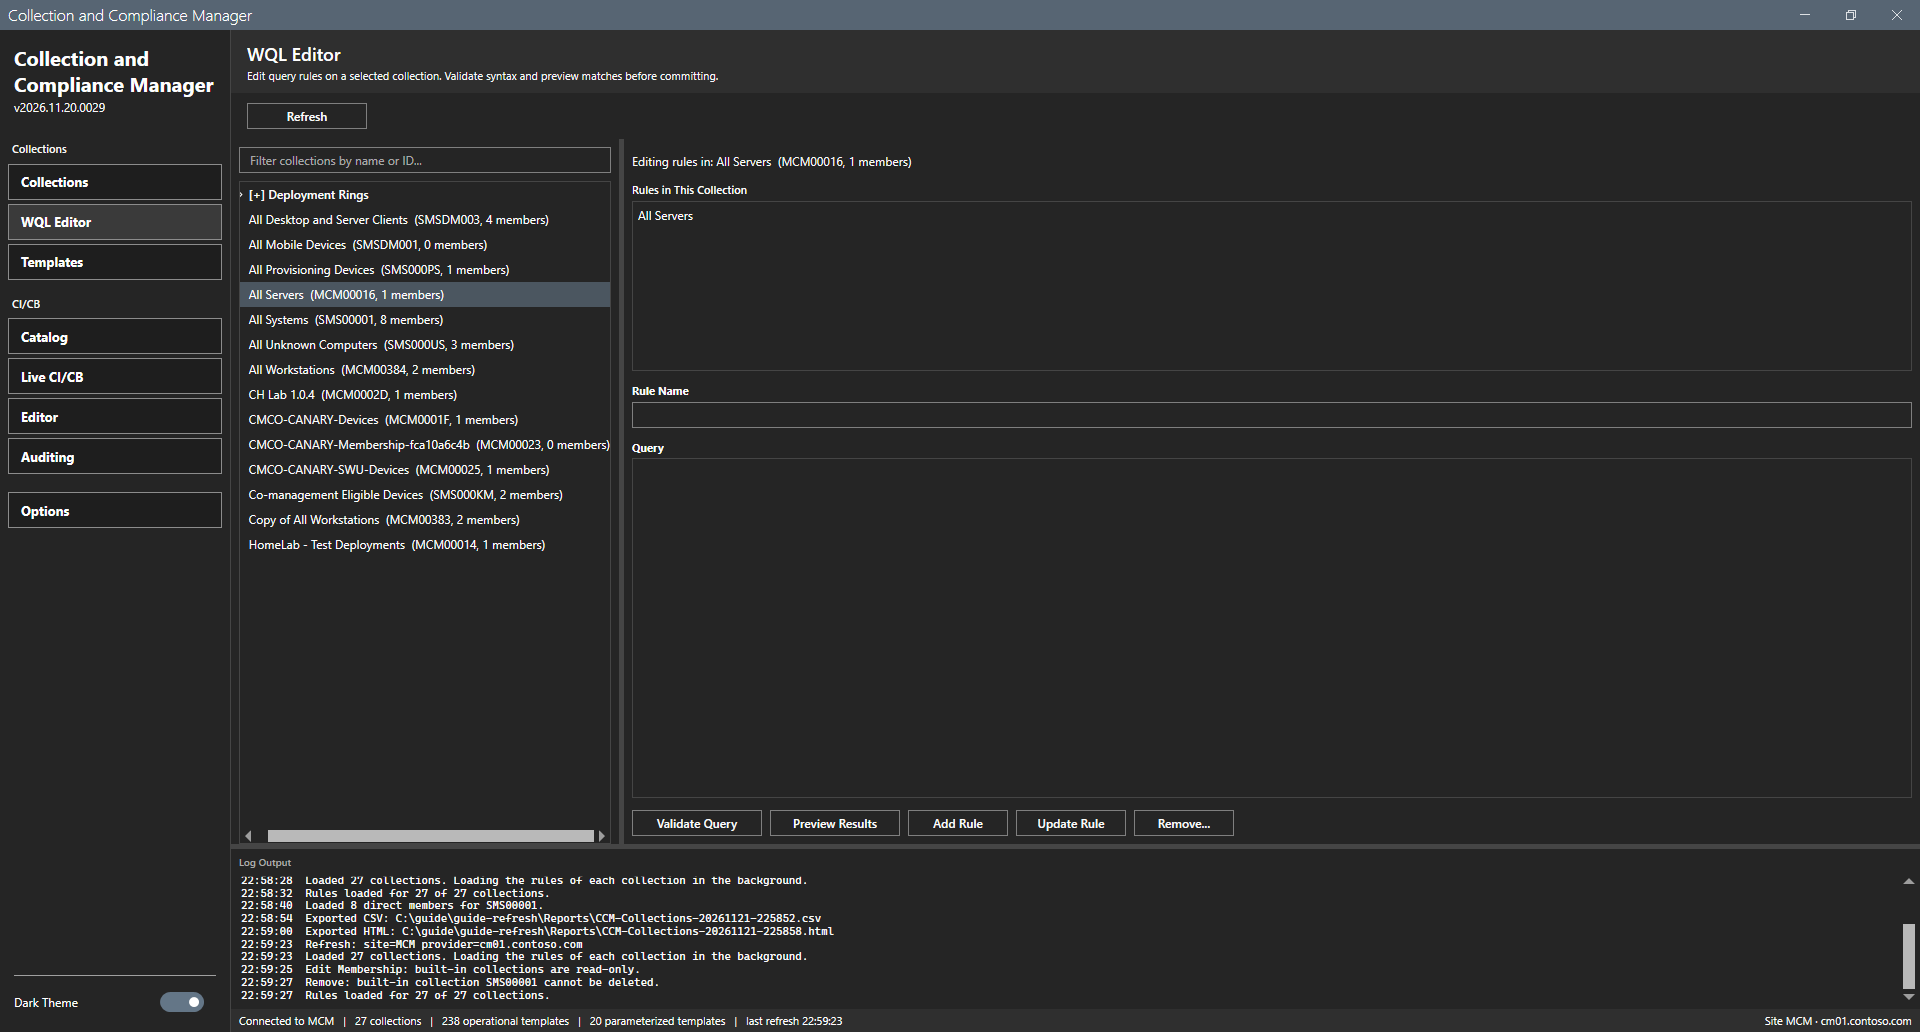 Collection and Compliance Manager
Collection and
Compliance Manager
v2026.11.20.0029
Collections
Collections
WQL Editor
Templates
CI/CB
Catalog
Live CI/CB
Editor
Auditing
Options
Dark Theme
WQL Editor
Edit query rules on a selected collection. Validate syntax and preview matches before committing.
Refresh
Filter collections by name or ID...
[+] Deployment Rings
All Desktop and Server Clients (SMSDM003, 4 members)
All Mobile Devices (SMSDM001, 0 members)
All Provisioning Devices (SMS000PS, 1 members)
All Servers (MCM00016, 1 members)
All Systems (SMS00001, 8 members)
All Unknown Computers (SMS000US, 3 members)
All Workstations (MCM00384, 2 members)
CH Lab 1.0.4 (MCM0002D, 1 members)
CMCO-CANARY-Devices (MCM0001F, 1 members)
CMCO-CANARY-Membership-fca10a6c4b (MCM00023, 0 members)
CMCO-CANARY-SWU-Devices (MCM00025, 1 members)
Co-management Eligible Devices (SMS000KM, 2 members)
Copy of All Workstations (MCM00383, 2 members)
HomeLab - Test Deployments (MCM00014, 1 members)
Editing rules in: All Servers (MCM00016, 1 members)
Rules in This Collection
All Servers
Rule Name
Query
Validate Query
Preview Results
Add Rule
Update Rule
Remove...
Log Output
22:58:28 Loaded 27 collections. Loading the rules of each collection in the background.
22:58:32 Rules loaded for 27 of 27 collections.
22:58:40 Loaded 8 direct members for SMS00001.
22:58:54 Exported CSV: C:\guide\guide-refresh\Reports\CCM-Collections-20261121-225852.csv
22:59:00 Exported HTML: C:\guide\guide-refresh\Reports\CCM-Collections-20261121-225858.html
22:59:23 Refresh: site=MCM provider=cm01.contoso.com
22:59:23 Loaded 27 collections. Loading the rules of each collection in the background.
22:59:25 Edit Membership: built-in collections are read-only.
22:59:27 Remove: built-in collection SMS00001 cannot be deleted.
22:59:27 Rules loaded for 27 of 27 collections.
Connected to MCM | 27 collections | 238 operational templates | 20 parameterized templates | last refresh 22:59:23
Site MCM · cm01.contoso.com